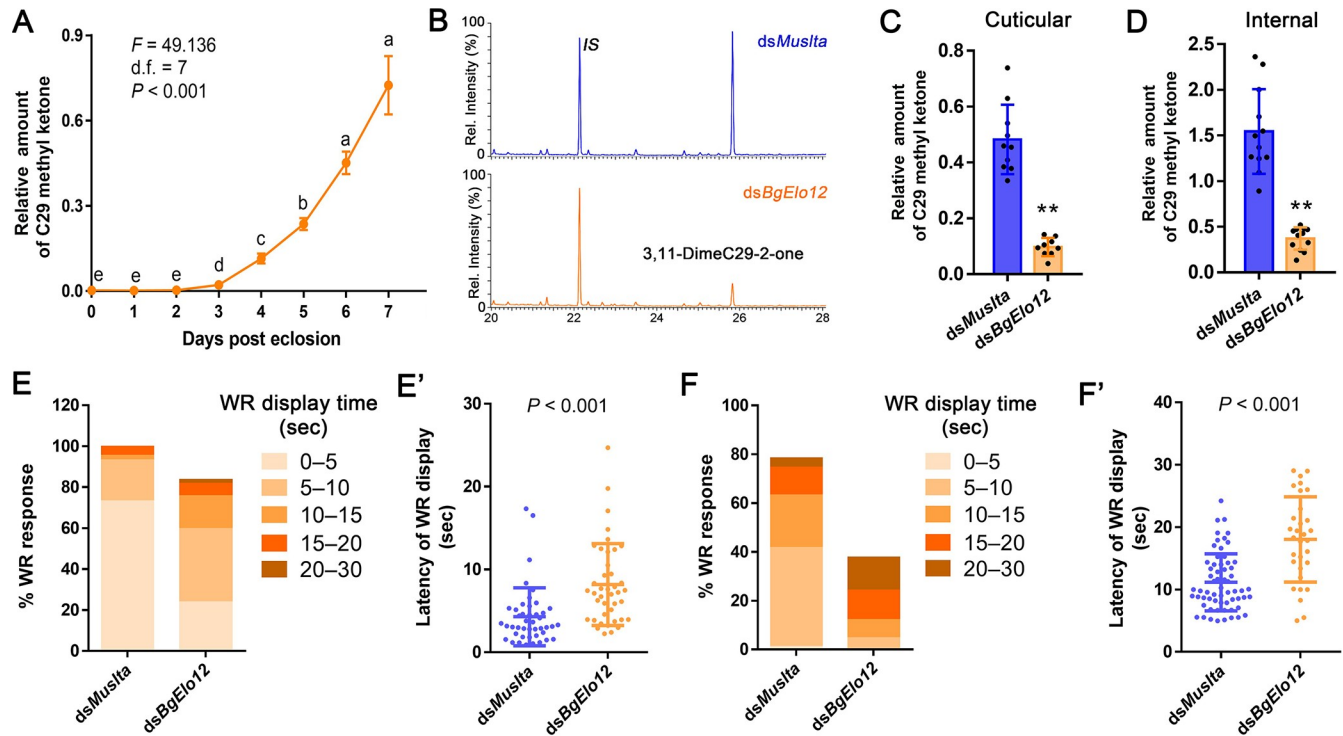 A
Relative amount
of C29 methyl ketone
0.9
0.6
0.3
0.0
F = 49.136
d.f. = 7
P < 0.001
e e e d c b a a
0 1 2 3 4 5 6 7
Days post eclosion
B
Rel. Intensity (%)
100
0
IS
dsMuslta
Rel. Intensity (%)
100
0
dsBgElo12
3,11-DimeC29-2-one
20 22 24 26 28
C
Cuticular
Relative amount
of C29 methyl ketone
0.8
0.6
0.4
0.2
0.0
**
dsMuslta
dsBgElo12
D
Internal
Relative amount
of C29 methyl ketone
2.5
2.0
1.5
1.0
0.5
0.0
**
dsMuslta
dsBgElo12
E
% WR response
120
100
80
60
40
20
0
dsMuslta
dsBgElo12
WR display time
(sec)
0–5
5–10
10–15
15–20
20–30
E’
Latency of WR display
(sec)
30
20
10
0
P < 0.001
dsMuslta
dsBgElo12
F
% WR response
100
80
60
40
20
0
dsMuslta
dsBgElo12
WR display time
(sec)
0–5
5–10
10–15
15–20
20–30
F’
Latency of WR display
(sec)
40
30
20
10
0
P < 0.001
dsMuslta
dsBgElo12